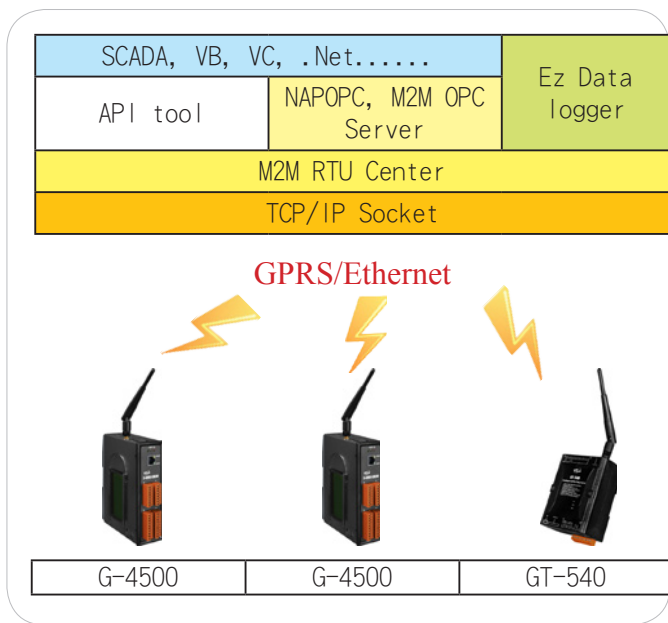 SCADA, VB, VC, .Net......
Ez Data
logger
API tool
NAPOPC, M2M OPC
Server
M2M RTU Center
TCP/IP Socket
GPRS/Ethernet
G-4500
G-4500
GT-540